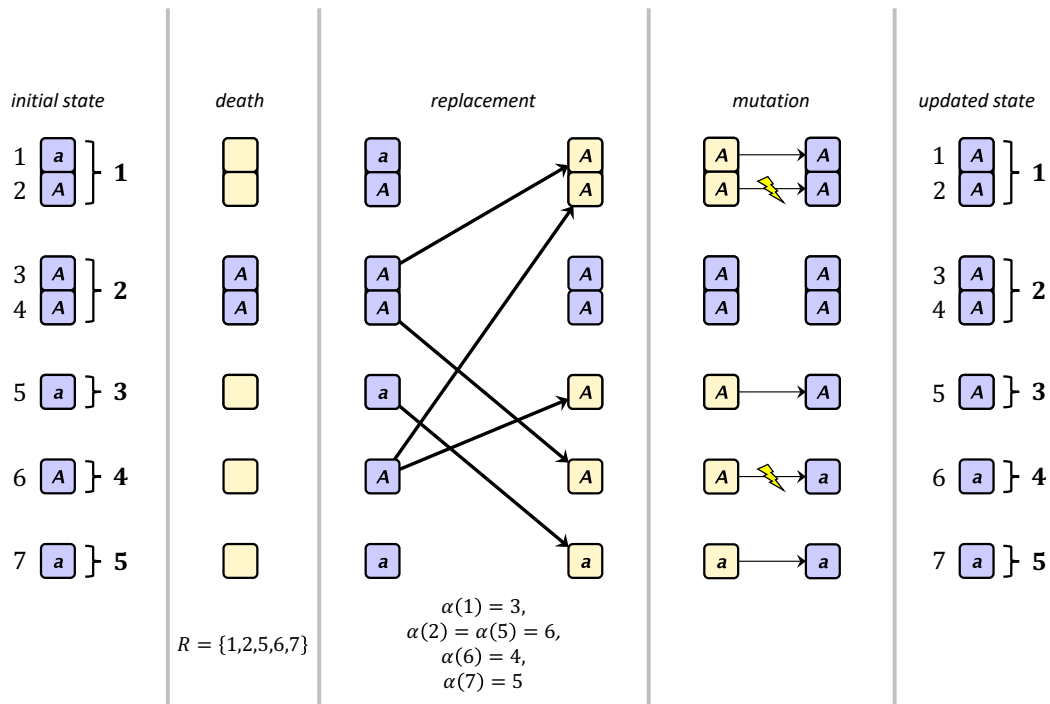 initial state death replacement mutation updated state
1 a a A A A 1 A
1 1
2 A A A A A 2 A
3 A A A A A A 3 A
2 2
4 A A A A A A 4 A
5 a 3 a A A A 5 A 3
6 A 4 A A A a 6 a 4
7 a 5 a a a a 7 a 5
R = {1,2,5,6,7}
α(1) = 3,
α(2) = α(5) = 6,
α(6) = 4,
α(7) = 5